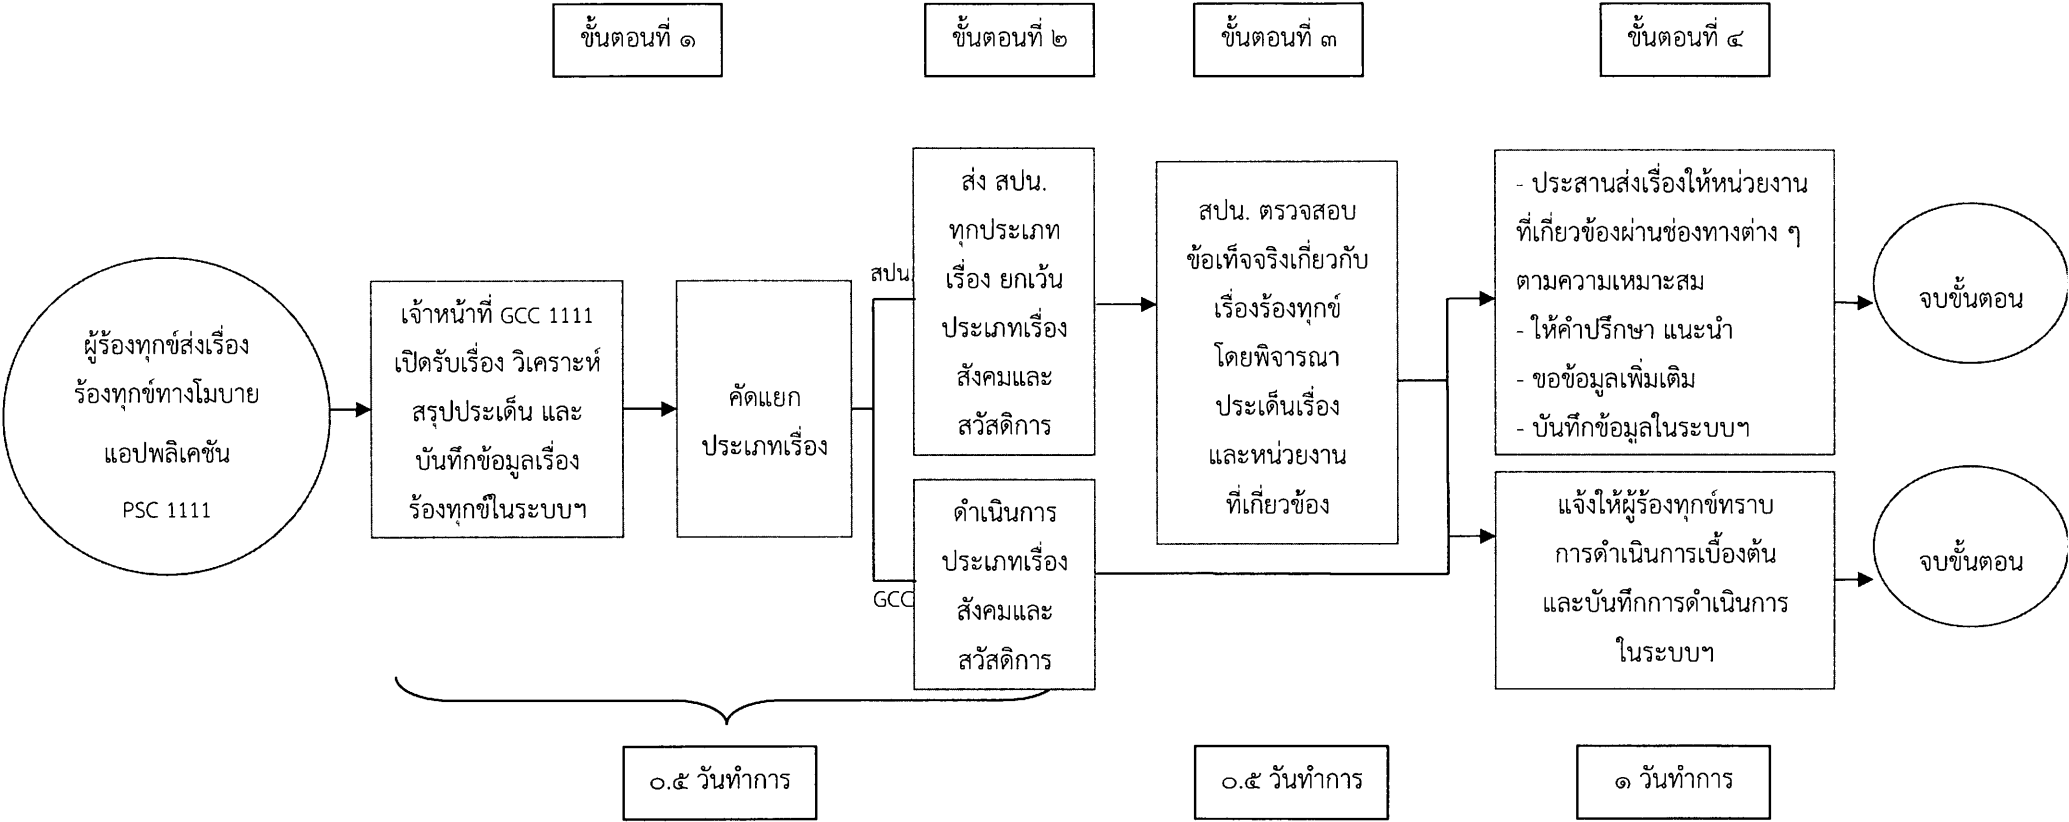 ขั้นตอนที่ ๑
ขั้นตอนที่ ๒
ขั้นตอนที่ ๓
ขั้นตอนที่ ๔
ผู้ร้องทุกข์ส่งเรื่อง
ร้องทุกข์ทางโมบาย
แอปพลิเคชัน
PSC 1111
เจ้าหน้าที่ GCC 1111
เปิดรับเรื่อง วิเคราะห์
สรุปประเด็น และ
บันทึกข้อมูลเรื่อง
ร้องทุกข์ในระบบฯ
คัดแยก
ประเภทเรื่อง
สปน.
GCC
ส่ง สปน.
ทุกประเภท
เรื่อง ยกเว้น
ประเภทเรื่อง
สังคมและ
สวัสดิการ
ดำเนินการ
ประเภทเรื่อง
สังคมและ
สวัสดิการ
สปน. ตรวจสอบ
ข้อเท็จจริงเกี่ยวกับ
เรื่องร้องทุกข์
โดยพิจารณา
ประเด็นเรื่อง
และหน่วยงาน
ที่เกี่ยวข้อง
- ประสานส่งเรื่องให้หน่วยงาน
ที่เกี่ยวข้องผ่านช่องทางต่าง ๆ
ตามความเหมาะสม
- ให้คำปรึกษา แนะนำ
- ขอข้อมูลเพิ่มเติม
- บันทึกข้อมูลในระบบฯ
แจ้งให้ผู้ร้องทุกข์ทราบ
การดำเนินการเบื้องต้น
และบันทึกการดำเนินการ
ในระบบฯ
จบขั้นตอน
จบขั้นตอน
๐.๕ วันทำการ
๐.๕ วันทำการ
๑ วันทำการ